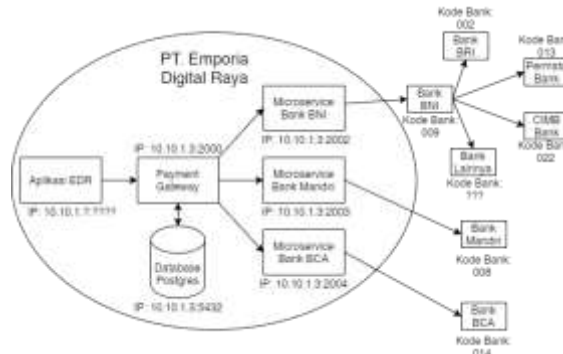 PT. Emporia
Digital Raya
Aplikasi EDR
IP: 10.10.1.?:????
IP: 10.10.1.3:2000
Payment
Gateway
Database
Postgres
IP: 10.10.1.3:5432
Microservice
Bank BNI
IP: 10.10.1.3:2002
Microservice
Bank Mandiri
IP: 10.10.1.3:2003
Microservice
Bank BCA
IP: 10.10.1.3:2004
Kode Bank:
002
Bank
BRI
Kode Bank:
013
Permata
Bank
Bank
BNI
Kode Bank:
009
CIMB
Bank
Kode Bank:
022
Bank
Lainnya
Kode Bank:
???
Bank
Mandiri
Kode Bank:
008
Bank
BCA
Kode Bank:
014